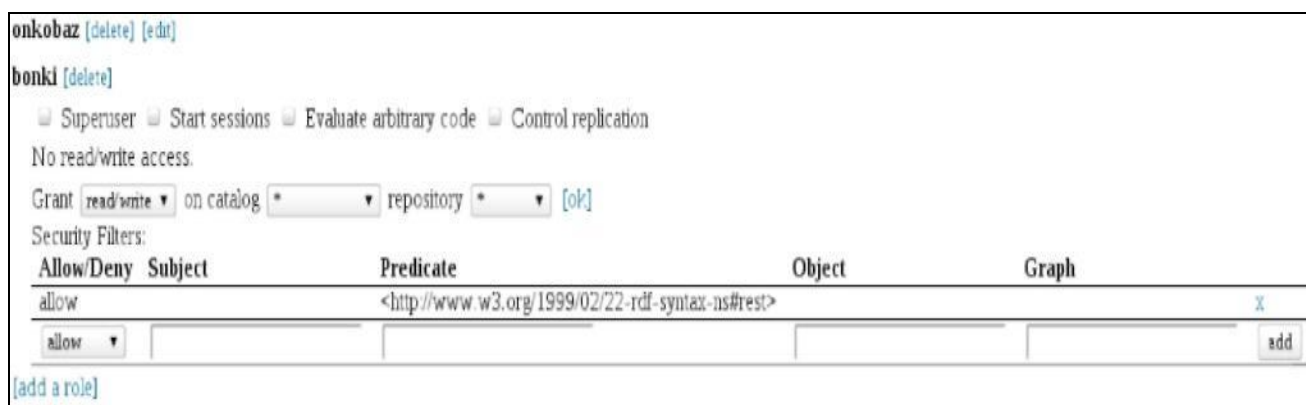 onkobaz [delete] [edit]
bonki [delete]
Superuser Start sessions Evaluate arbitrary code Control replication
No read/write access.
Grant read/write on catalog * repository * [ok]
Security Filters:
Allow/Deny Subject Predicate Object Graph
allow <http://www.w3.org/1999/02/22-rdf-syntax-ns#rest> x
allow add
[add a role]